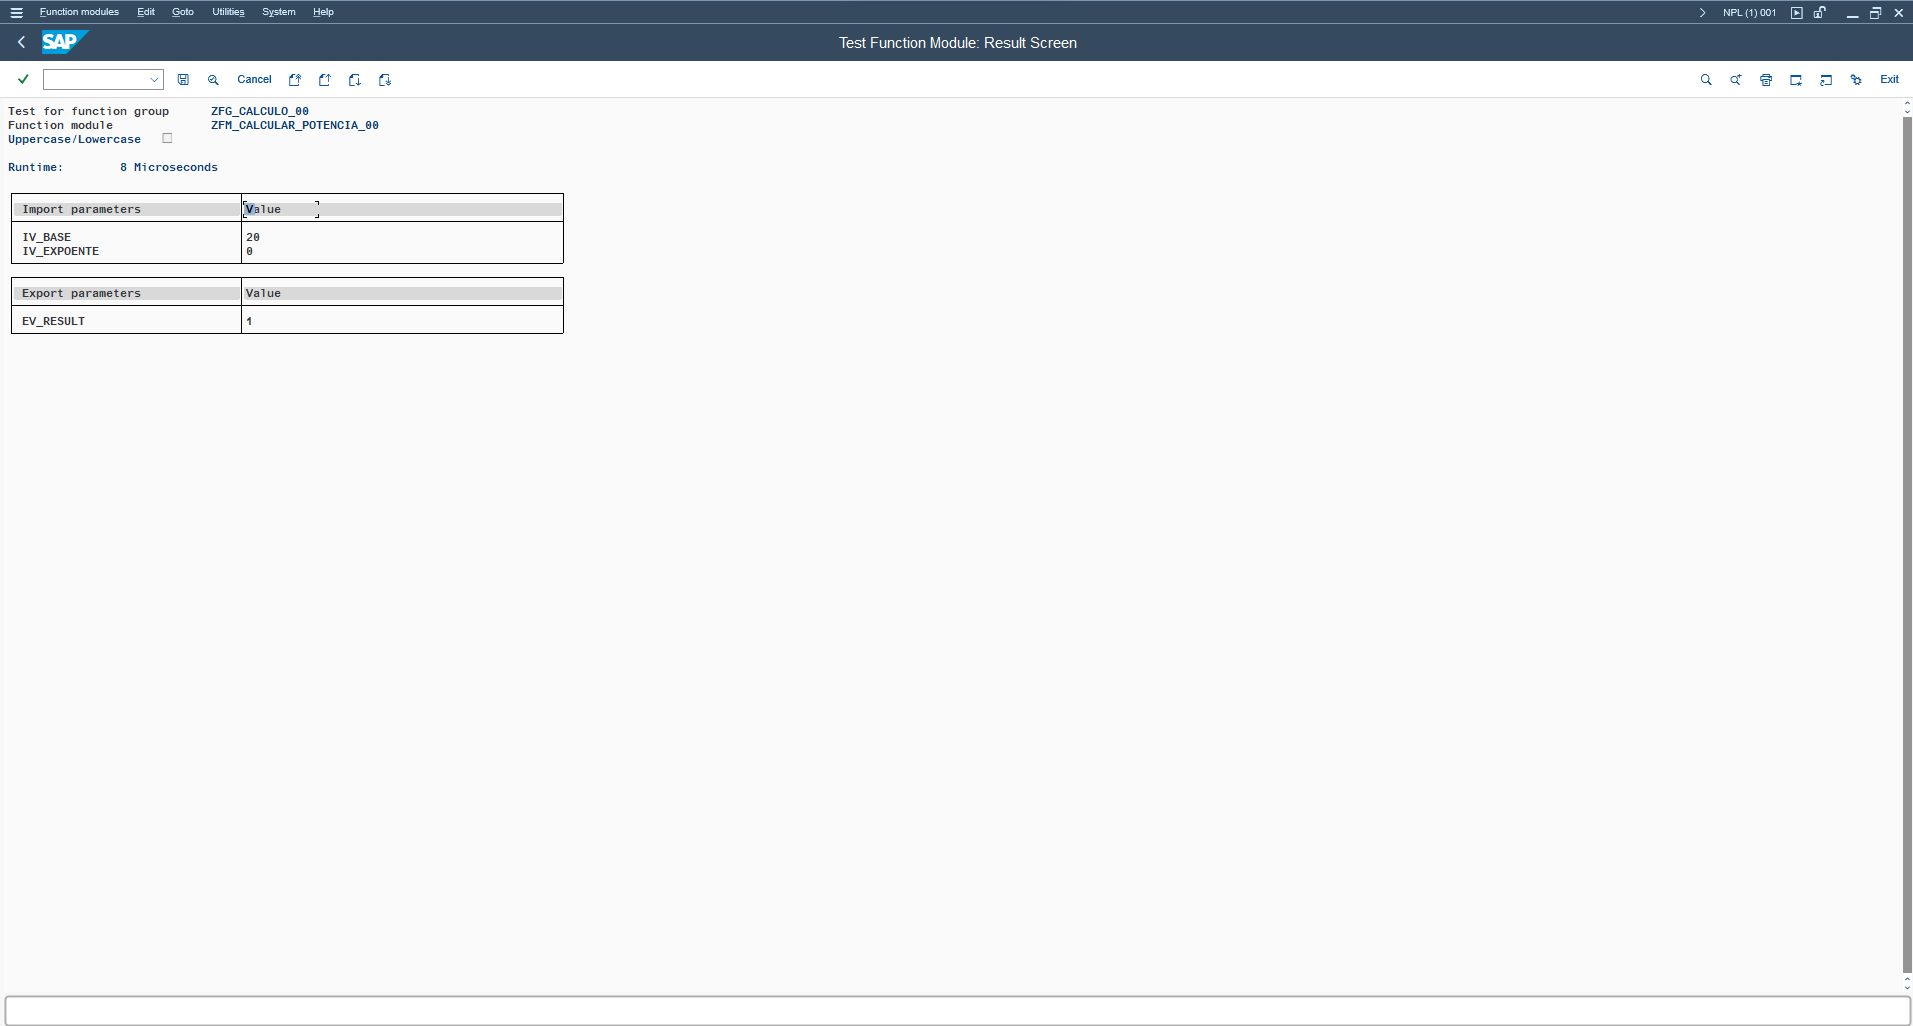 Function modules Edit Goto Utilities System Help NPL (1) 001
SAP Test Function Module: Result Screen
Cancel Exit
Test for function group ZFG_CALCULO_00
Function module ZFM_CALCULAR_POTENCIA_00
Uppercase/Lowercase
Runtime: 8 Microseconds
Import parameters Value
IV_BASE 20
IV_EXPOENTE 0
Export parameters Value
EV_RESULT 1